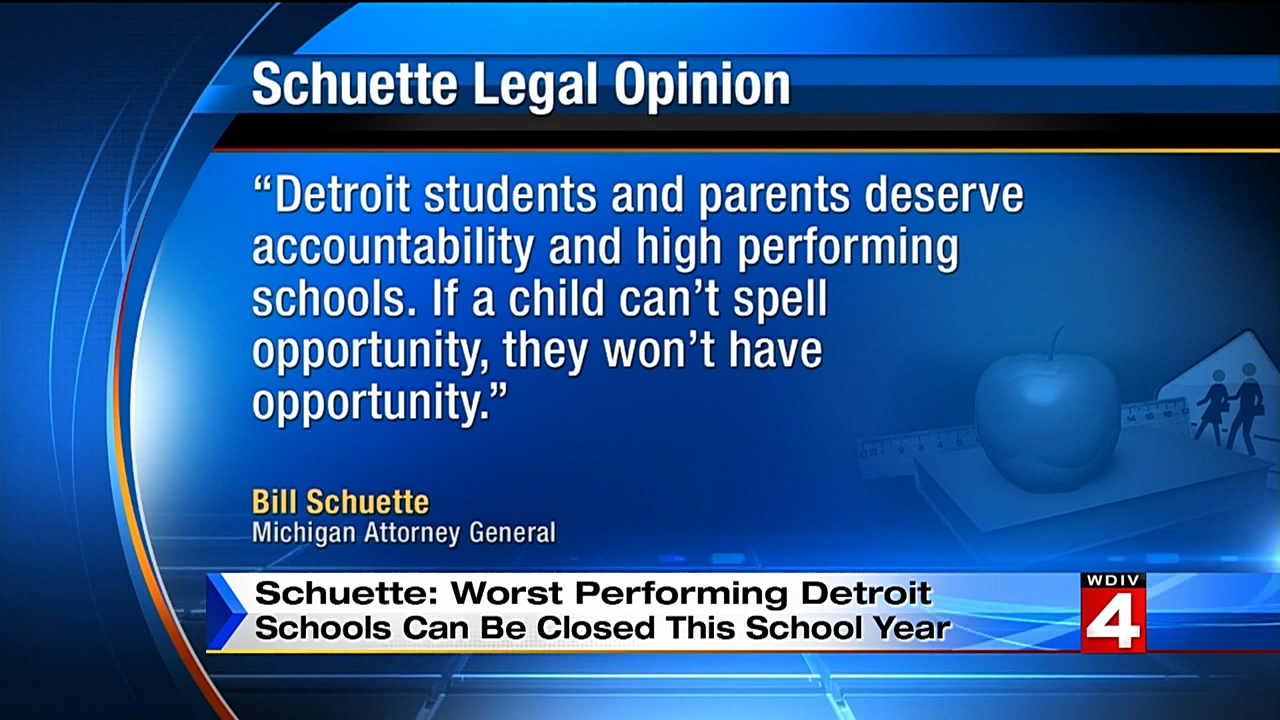 Schuette Legal Opinion
“Detroit students and parents deserve
accountability and high performing
schools. If a child can’t spell
opportunity, they won’t have
opportunity.”
Bill Schuette
Michigan Attorney General
Schuette: Worst Performing Detroit
Schools Can Be Closed This School Year
WDIV
4